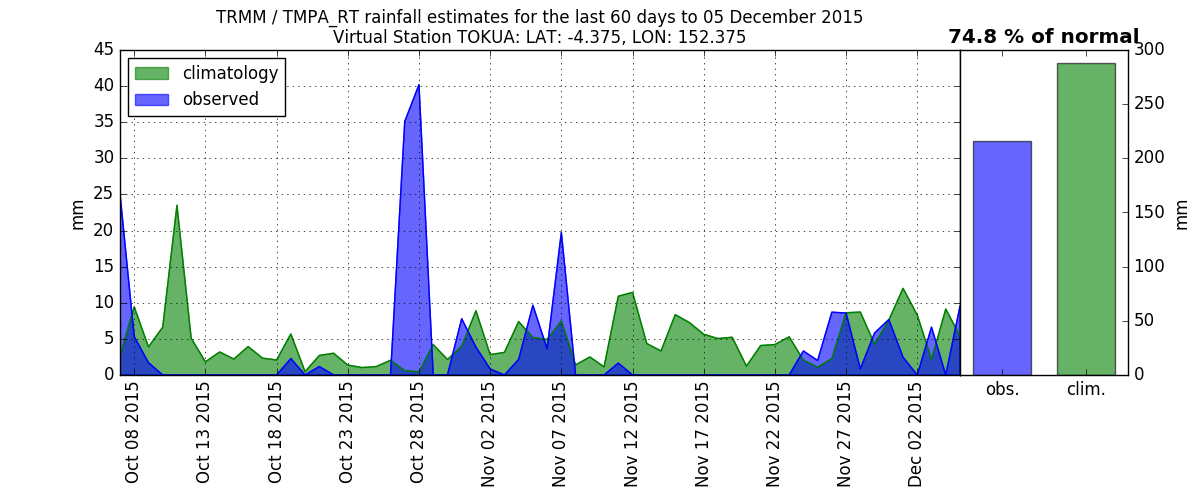 TRMM / TMPA_RT rainfall estimates for the last 60 days to 05 December 2015
Virtual Station TOKUA: LAT: -4.375, LON: 152.375
74.8 % of normal
climatology
observed
45
40
35
30
25
20
15
10
5
0
mm
Oct 08 2015
Oct 13 2015
Oct 18 2015
Oct 23 2015
Oct 28 2015
Nov 02 2015
Nov 07 2015
Nov 12 2015
Nov 17 2015
Nov 22 2015
Nov 27 2015
Dec 02 2015
300
250
200
150
100
50
0
mm
obs.
clim.